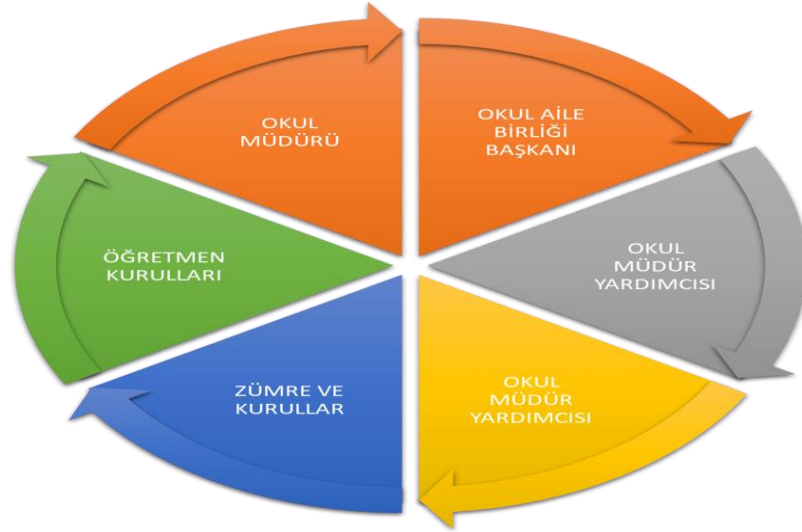 OKUL
MÜDÜRÜ
OKUL AİLE
BİRLİĞİ
BAŞKANI
OKUL
MÜDÜR
YARDIMCISI
OKUL
MÜDÜR
YARDIMCISI
ZÜMRE VE
KURULLAR
ÖĞRETMEN
KURULLARI